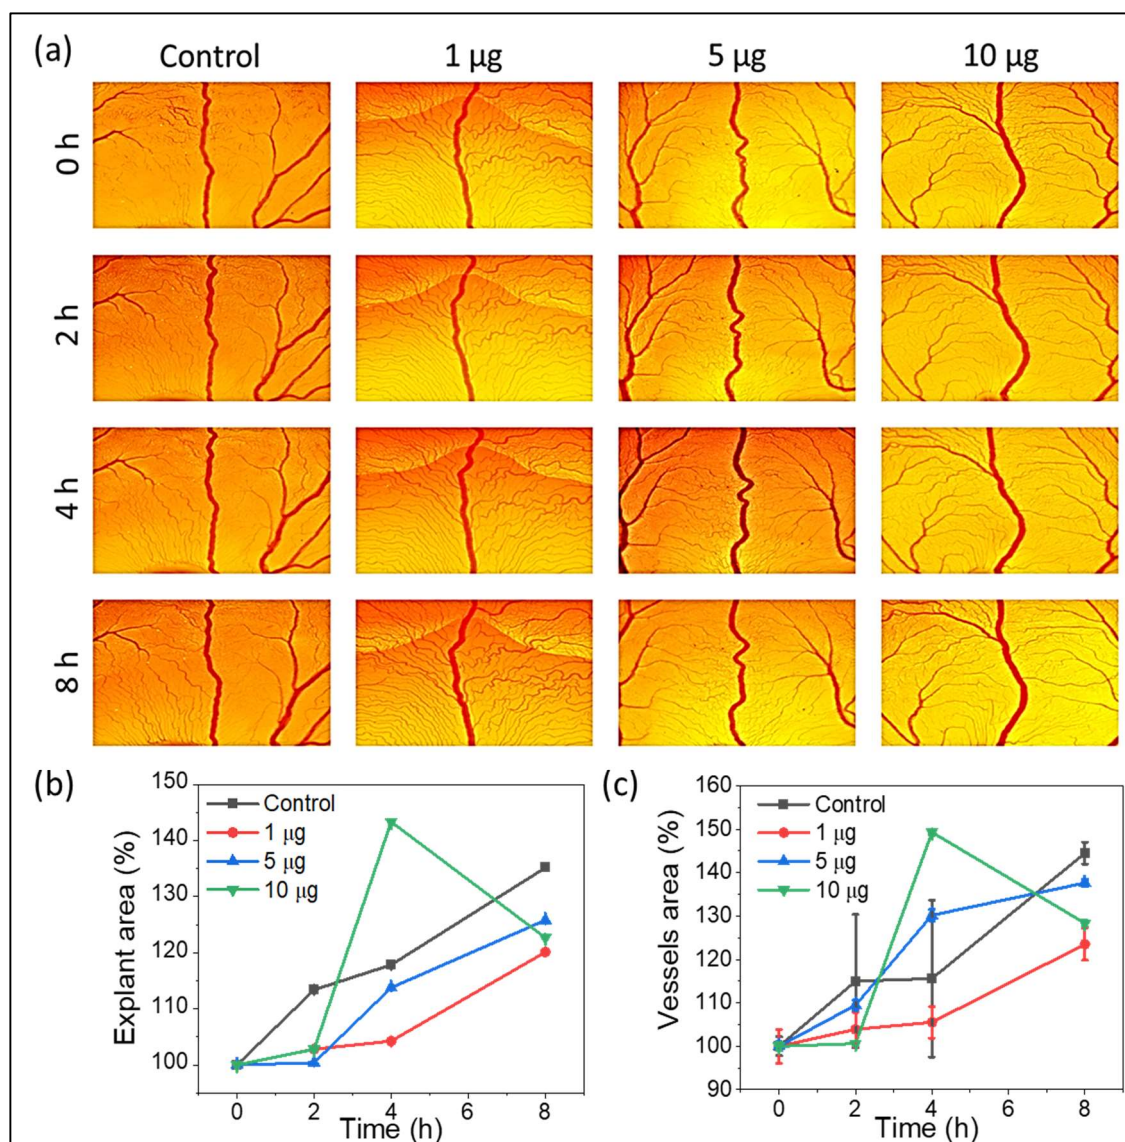 (a) Control 1 μg 5 μg 10 μg
0 h
2 h
4 h
8 h
(b)
150
140
130
120
110
100
Explant area (%)
Control
1 μg
5 μg
10 μg
0 2 4 6 8
Time (h)
(c)
160
150
140
130
120
110
100
90
Vessels area (%)
Control
1 μg
5 μg
10 μg
0 2 4 6 8
Time (h)